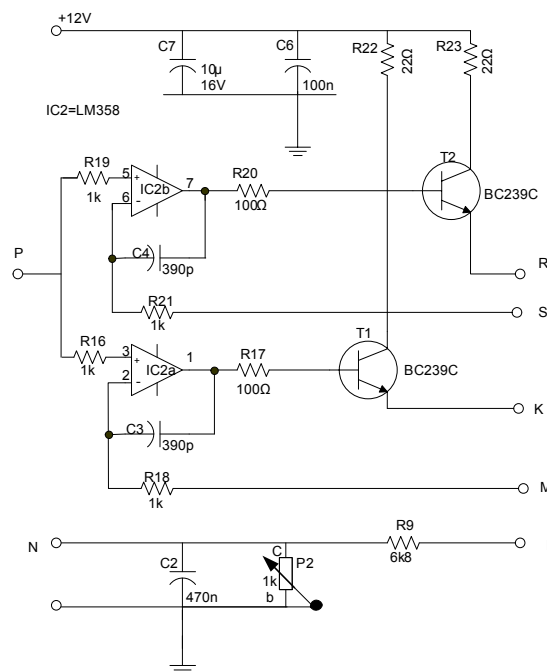 +12V
C7
C6
R22
R23
22Ω
22Ω
10µ
16V
100n
IC2=LM358
R19
1k
5
+
6
-
IC2b
7
R20
100Ω
T2
BC239C
C4
390p
P
R
R21
1k
S
R16
1k
3
+
2
-
IC2a
1
R17
100Ω
T1
BC239C
C3
390p
K
R18
1k
M
N
R9
6k8
C2
470n
C
P2
1k
b